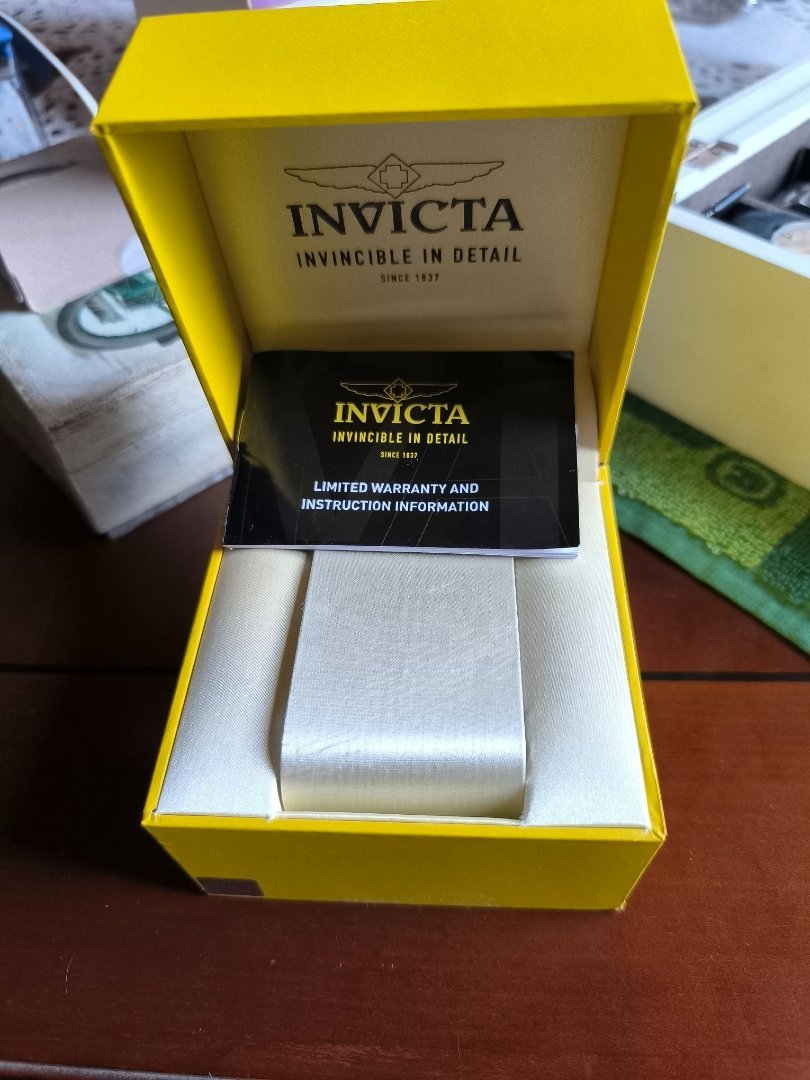 INVICTA
INVINCIBLE IN DETAIL
SINCE 1837
INVICTA
INVINCIBLE IN DETAIL
SINCE 1837
LIMITED WARRANTY AND
INSTRUCTION INFORMATION